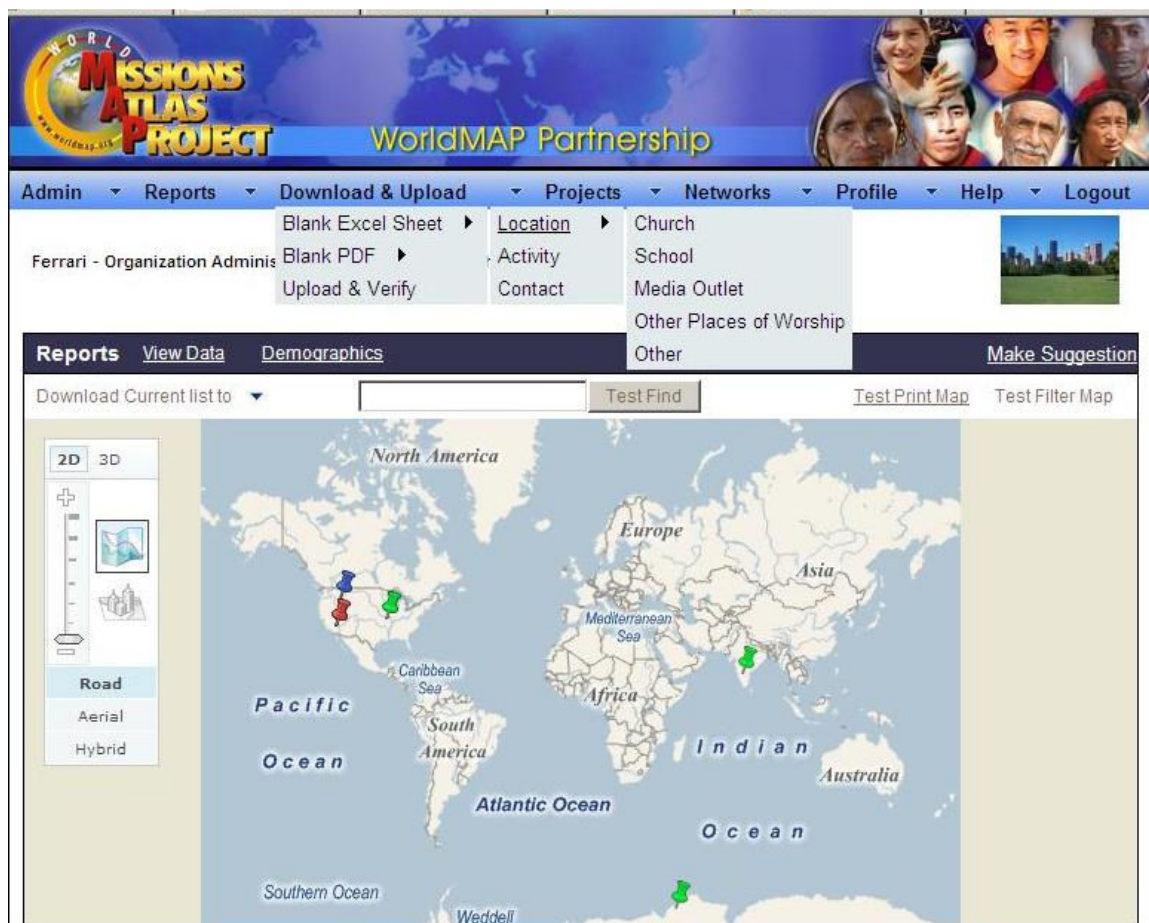 WORLD
MISSIONS
ATLAS
PROJECT
www.worldmap.org
WorldMAP Partnership
Admin Reports Download & Upload Projects Networks Profile Help Logout
Blank Excel Sheet Location Church
Ferrari - Organization Adminis Blank PDF Activity School
Upload & Verify Contact Media Outlet
Other Places of Worship
Other
Reports View Data Demographics Make Suggestion
Download Current list to Test Find Test Print Map Test Filter Map
2D 3D
North America
Europe
Asia
Mediterranean
Sea
Road
Caribbean
Sea
Africa
Aerial
Pacific
South
America
Hybrid
Indian
Ocean
Australia
Atlantic Ocean
Ocean
Southern Ocean
Weddell